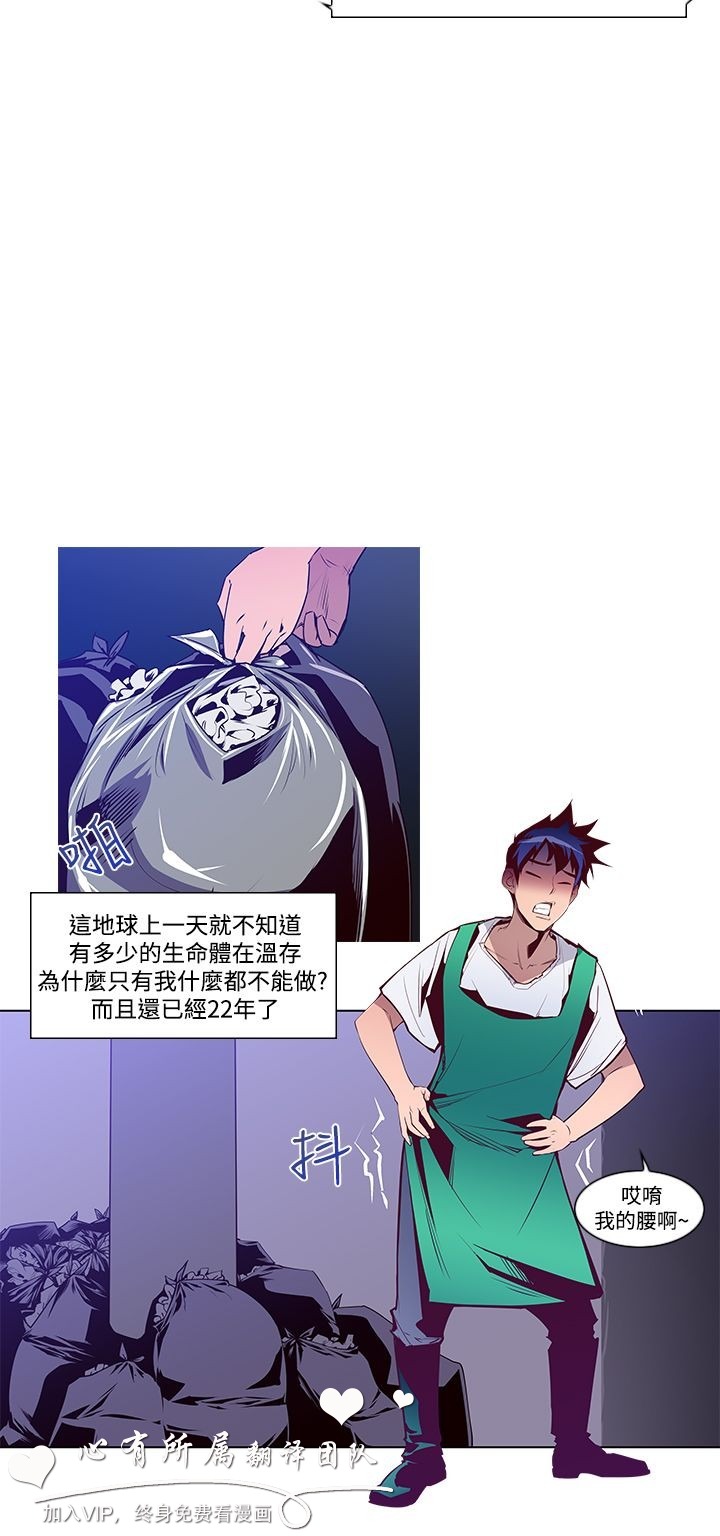 啪
這地球上一天就不知道
有多少的生命體在溫存
為什麼只有我什麼都不能做?
而且還已經22年了
抖
哎唷
我的腰啊~
心有所属翻译团队
加入VIP，终身免费看漫画